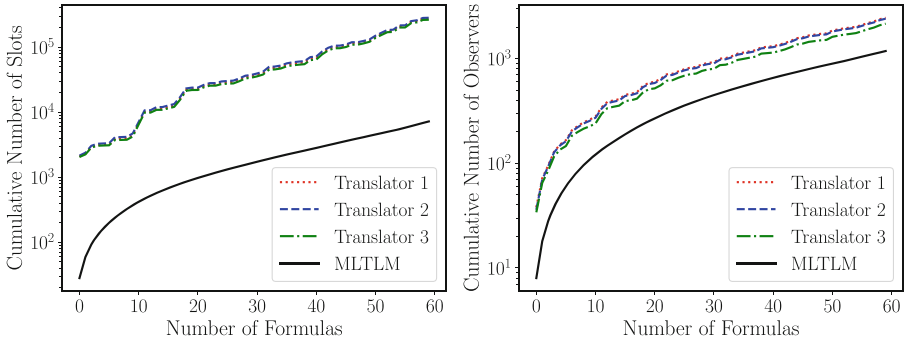 Cumulative Number of Slots
10^5
10^4
10^3
10^2
0 10 20 30 40 50 60
Number of Formulas
Translator 1
Translator 2
Translator 3
MLTLM
Cumulative Number of Observers
10^3
10^2
10^1
0 10 20 30 40 50 60
Number of Formulas
Translator 1
Translator 2
Translator 3
MLTLM